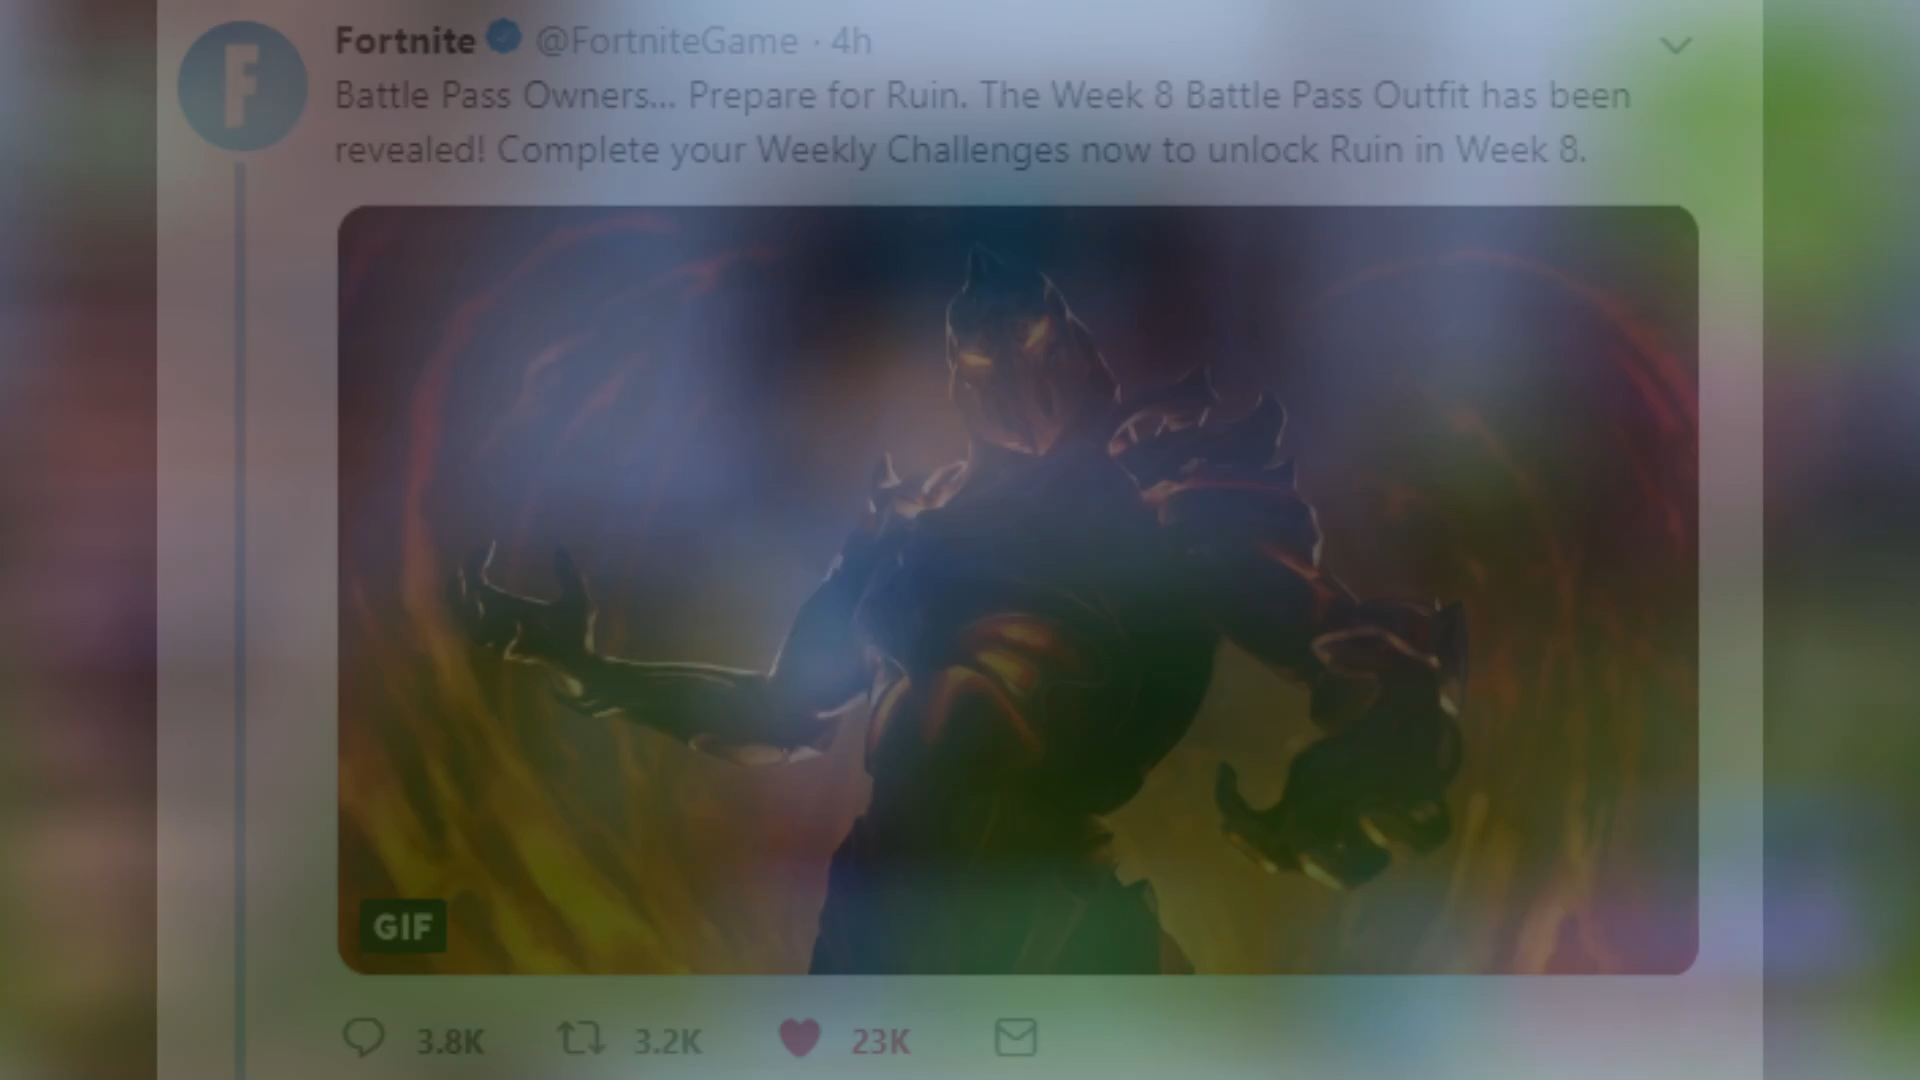 Fortnite @FortniteGame · 4h
Battle Pass Owners... Prepare for Ruin. The Week 8 Battle Pass Outfit has been
revealed! Complete your Weekly Challenges now to unlock Ruin in Week 8.
GIF
3.8K 3.2K 23K